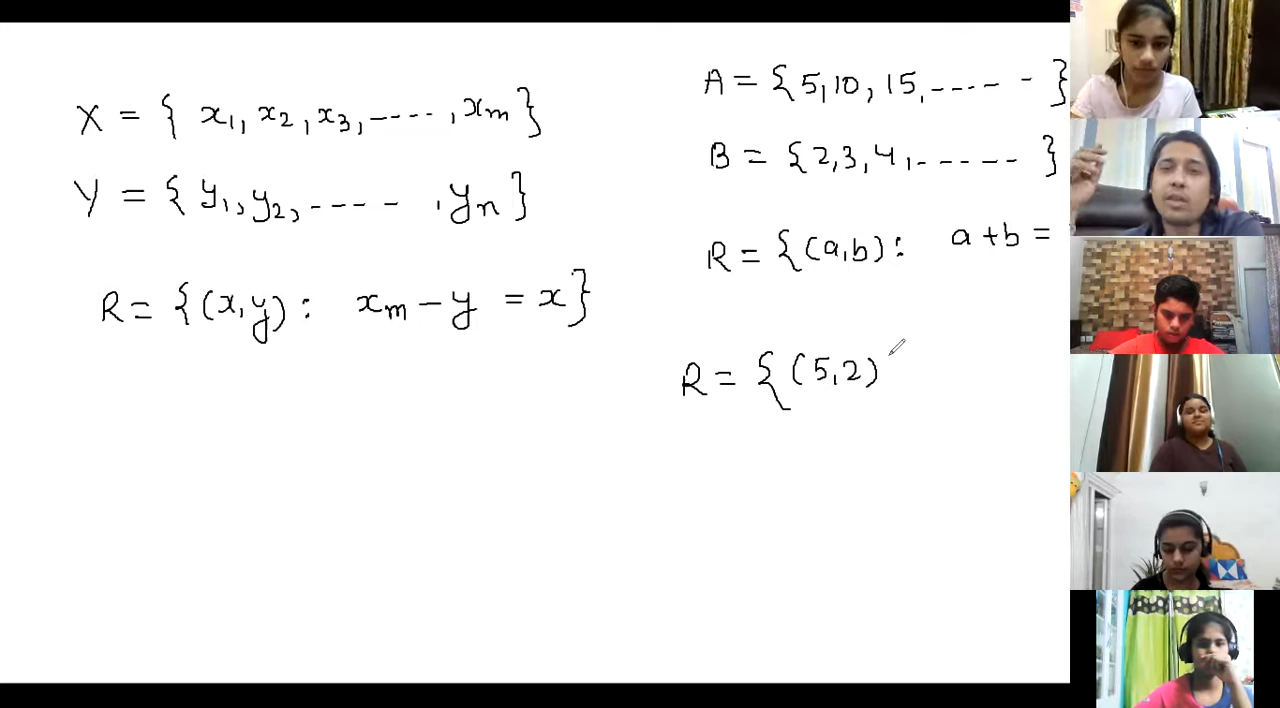 X = { x₁, x₂, x₃, ----, xₘ }
Y = { y₁, y₂, ----, yₙ }
R = {(x,y) : xₘ - y = x}
A = {5, 10, 15, ----- }
B = {2, 3, 4, ----- }
R = {(a,b) : a + b =
R = { (5,2)